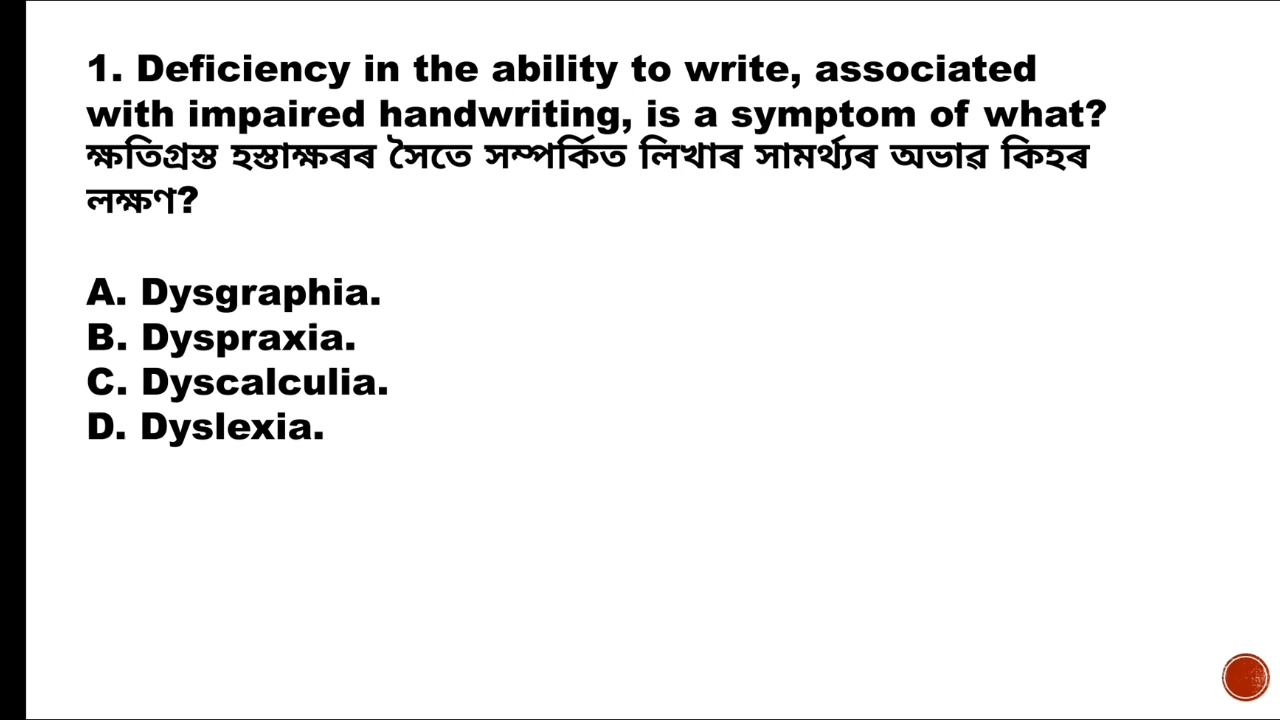 1. Deficiency in the ability to write, associated
with impaired handwriting, is a symptom of what?
ক্ষতিগ্ৰস্ত হস্তাক্ষৰৰ সৈতে সম্পৰ্কিত লিখাৰ সামৰ্থ্যৰ অভাৱ কিহৰ
লক্ষণ?
A. Dysgraphia.
B. Dyspraxia.
C. Dyscalculia.
D. Dyslexia.